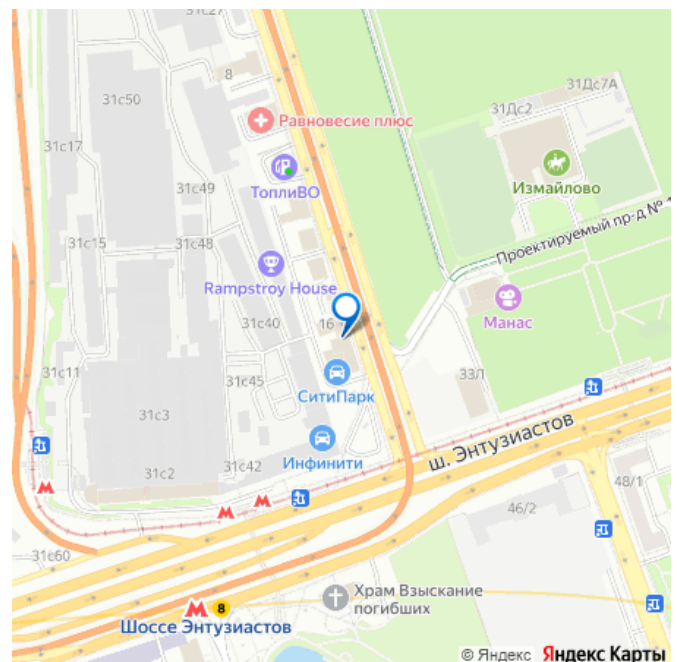 31с27
8
31с50
31Дс7А
31Дс2
Равновесие плюс
31с17
ТоплиВО
31с49
Измайлово
31с15
31с48
Проектируемый пр-д №
Rampstroy House
Манас
31с40
16
31с11
31с45
СитиПарк
33Л
31с3
ш. Энтузиастов
Инфинити
31с42
31с2
48/1
46/2
31с60
8
Храм Взыскание
погибших
Шоссе Энтузиастов
© Яндекс Яндекс Карты